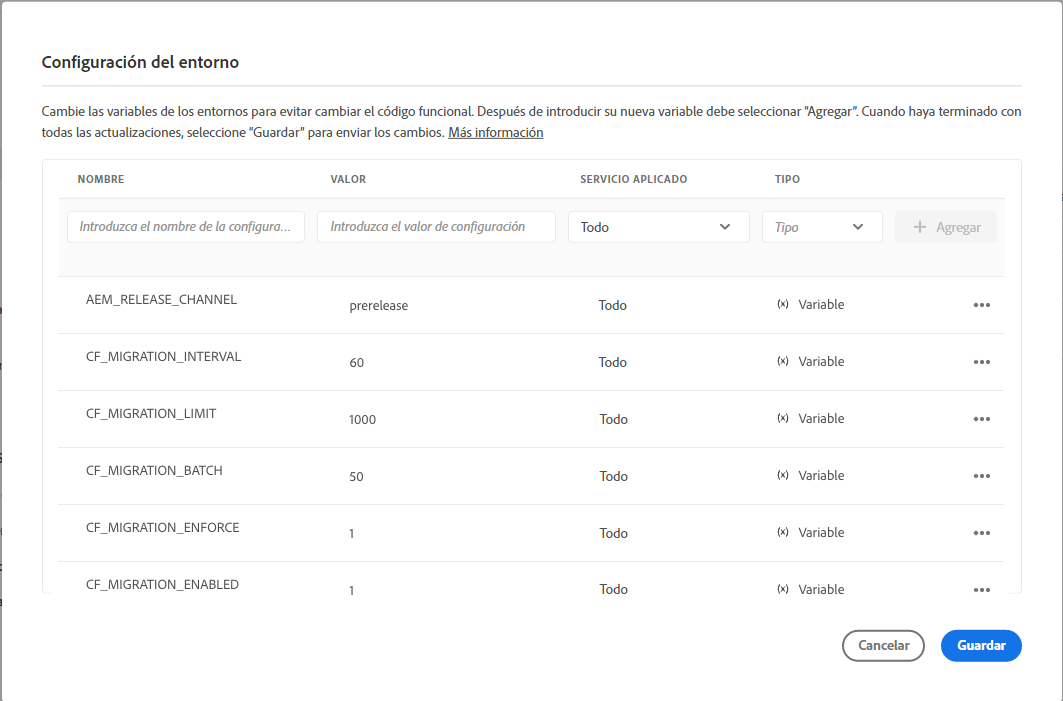 Configuración del entorno
Cambie las variables de los entornos para evitar cambiar el código funcional. Después de introducir su nueva variable debe seleccionar "Agregar". Cuando haya terminado con
todas las actualizaciones, seleccione "Guardar" para enviar los cambios. Más información
NOMBRE VALOR SERVICIO APLICADO TIPO
Introduzca el nombre de la configura... Introduzca el valor de configuración Todo Tipo + Agregar
AEM_RELEASE_CHANNEL prerelease Todo (x) Variable
CF_MIGRATION_INTERVAL 60 Todo (x) Variable
CF_MIGRATION_LIMIT 1000 Todo (x) Variable
CF_MIGRATION_BATCH 50 Todo (x) Variable
CF_MIGRATION_ENFORCE 1 Todo (x) Variable
CF_MIGRATION_ENABLED 1 Todo (x) Variable
Cancelar Guardar